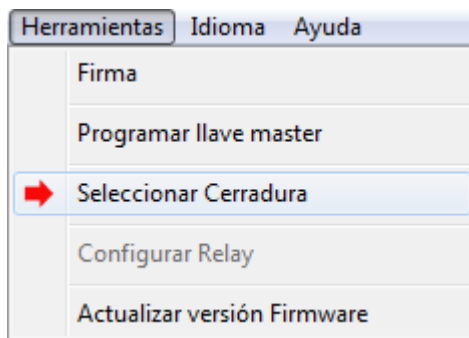 Herramientas Idioma Ayuda
Firma
Programar llave master
Seleccionar Cerradura
Configurar Relay
Actualizar versión Firmware